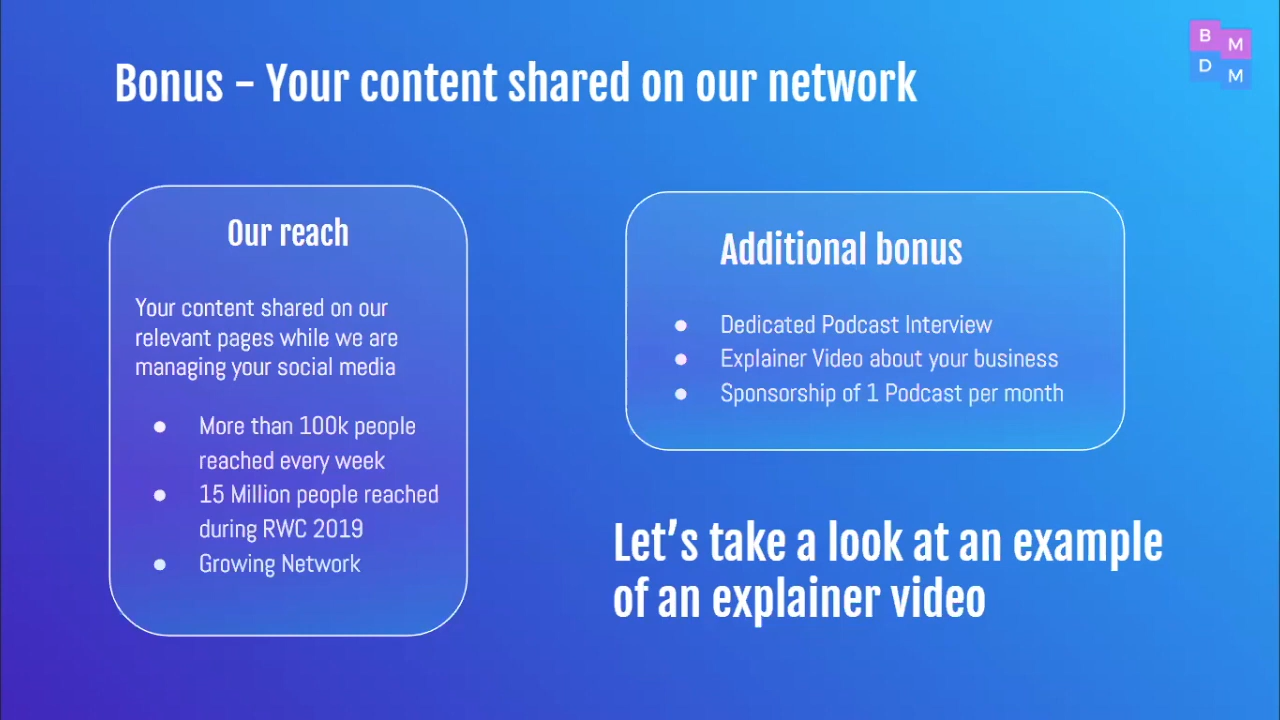 Bonus - Your content shared on our network
B
M
D
M
Our reach
Your content shared on our
relevant pages while we are
managing your social media
● More than 100k people
reached every week
● 15 Million people reached
during RWC 2019
● Growing Network
Additional bonus
● Dedicated Podcast Interview
● Explainer Video about your business
● Sponsorship of 1 Podcast per month
Let's take a look at an example
of an explainer video